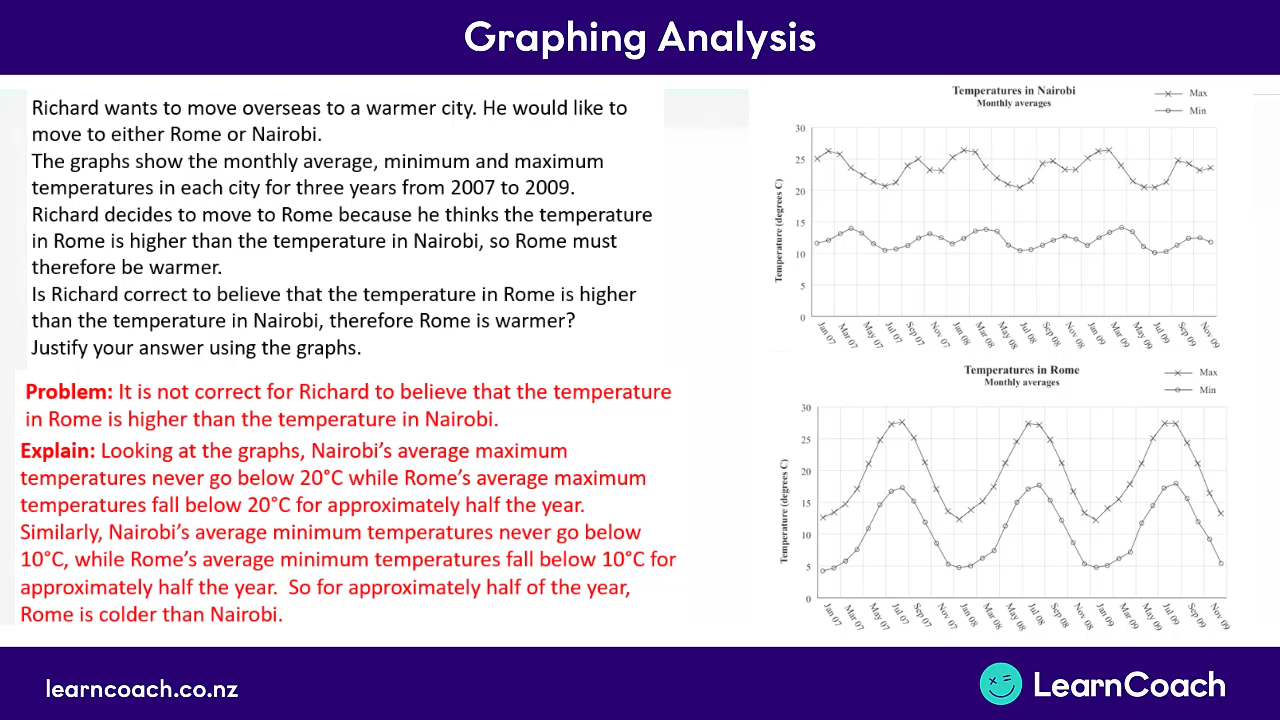 Graphing Analysis
Richard wants to move overseas to a warmer city. He would like to
move to either Rome or Nairobi.
The graphs show the monthly average, minimum and maximum
temperatures in each city for three years from 2007 to 2009.
Richard decides to move to Rome because he thinks the temperature
in Rome is higher than the temperature in Nairobi, so Rome must
therefore be warmer.
Is Richard correct to believe that the temperature in Rome is higher
than the temperature in Nairobi, therefore Rome is warmer?
Justify your answer using the graphs.
Problem: It is not correct for Richard to believe that the temperature
in Rome is higher than the temperature in Nairobi.
Explain: Looking at the graphs, Nairobi's average maximum
temperatures never go below 20°C while Rome's average maximum
temperatures fall below 20°C for approximately half the year.
Similarly, Nairobi's average minimum temperatures never go below
10°C, while Rome's average minimum temperatures fall below 10°C for
approximately half the year.  So for approximately half of the year,
Rome is colder than Nairobi.
Temperatures in Nairobi
Monthly averages
Max
Min
Temperature (degrees C)
30
25
20
15
10
5
0
Jan 07
Mar 07
May 07
Jul 07
Sep 07
Nov 07
Jan 08
Mar 08
May 08
Jul 08
Sep 08
Nov 08
Jan 09
Mar 09
May 09
Jul 09
Sep 09
Nov 09
Temperatures in Rome
Monthly averages
Max
Min
Temperature (degrees C)
30
25
20
15
10
5
0
Jan 07
Mar 07
May 07
Jul 07
Sep 07
Nov 07
Jan 08
Mar 08
May 08
Jul 08
Sep 08
Nov 08
Jan 09
Mar 09
May 09
Jul 09
Sep 09
Nov 09
learncoach.co.nz
LearnCoach